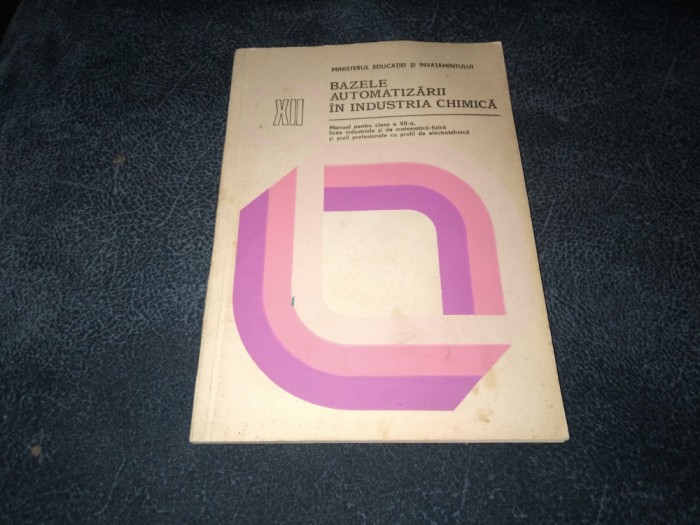 MINISTERUL EDUCAȚIEI ȘI ÎNVĂȚĂMÎNTULUI
BAZELE
AUTOMATIZĂRII
ÎN INDUSTRIA CHIMICĂ
XII
Manual pentru clasa a XII-a,
licee industriale și de matematică-fizică
și școli profesionale cu profil de electrotehnică